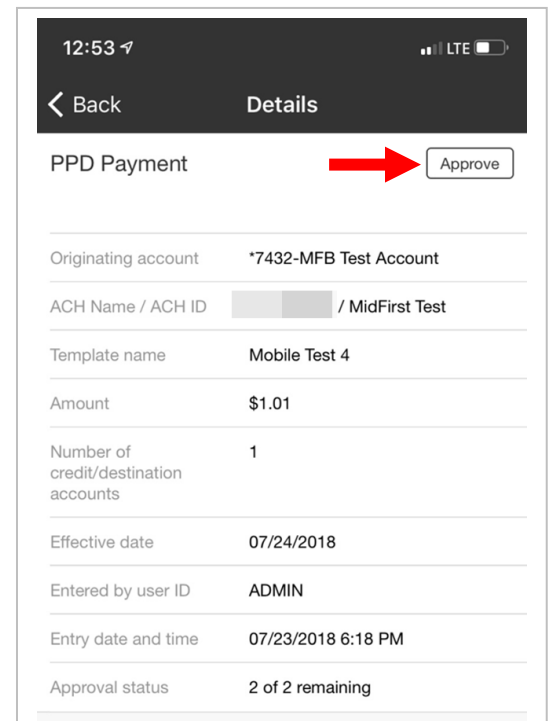 12:53 LTE
Back Details
PPD Payment Approve
Originating account *7432-MFB Test Account
ACH Name / ACH ID / MidFirst Test
Template name Mobile Test 4
Amount $1.01
Number of 1
credit/destination
accounts
Effective date 07/24/2018
Entered by user ID ADMIN
Entry date and time 07/23/2018 6:18 PM
Approval status 2 of 2 remaining